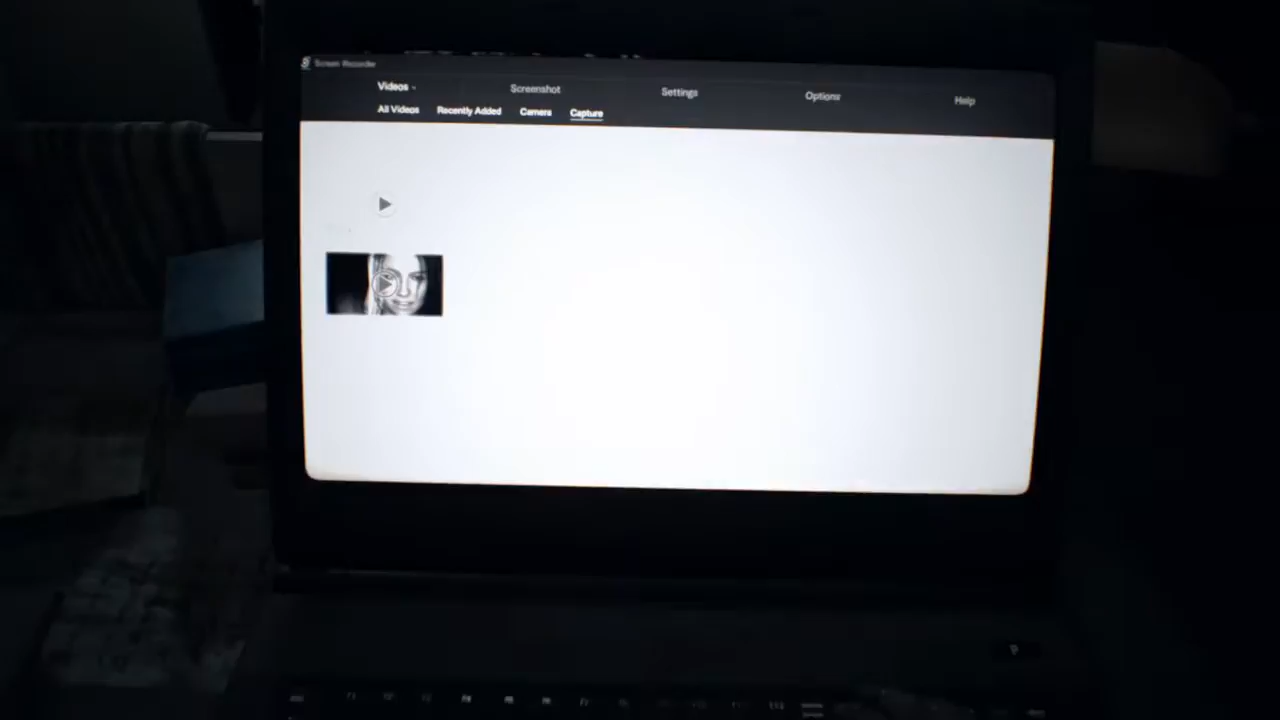 Screen Recorder
Videos Screenshot Settings Options Help
All Videos Recently Added Camera Capture